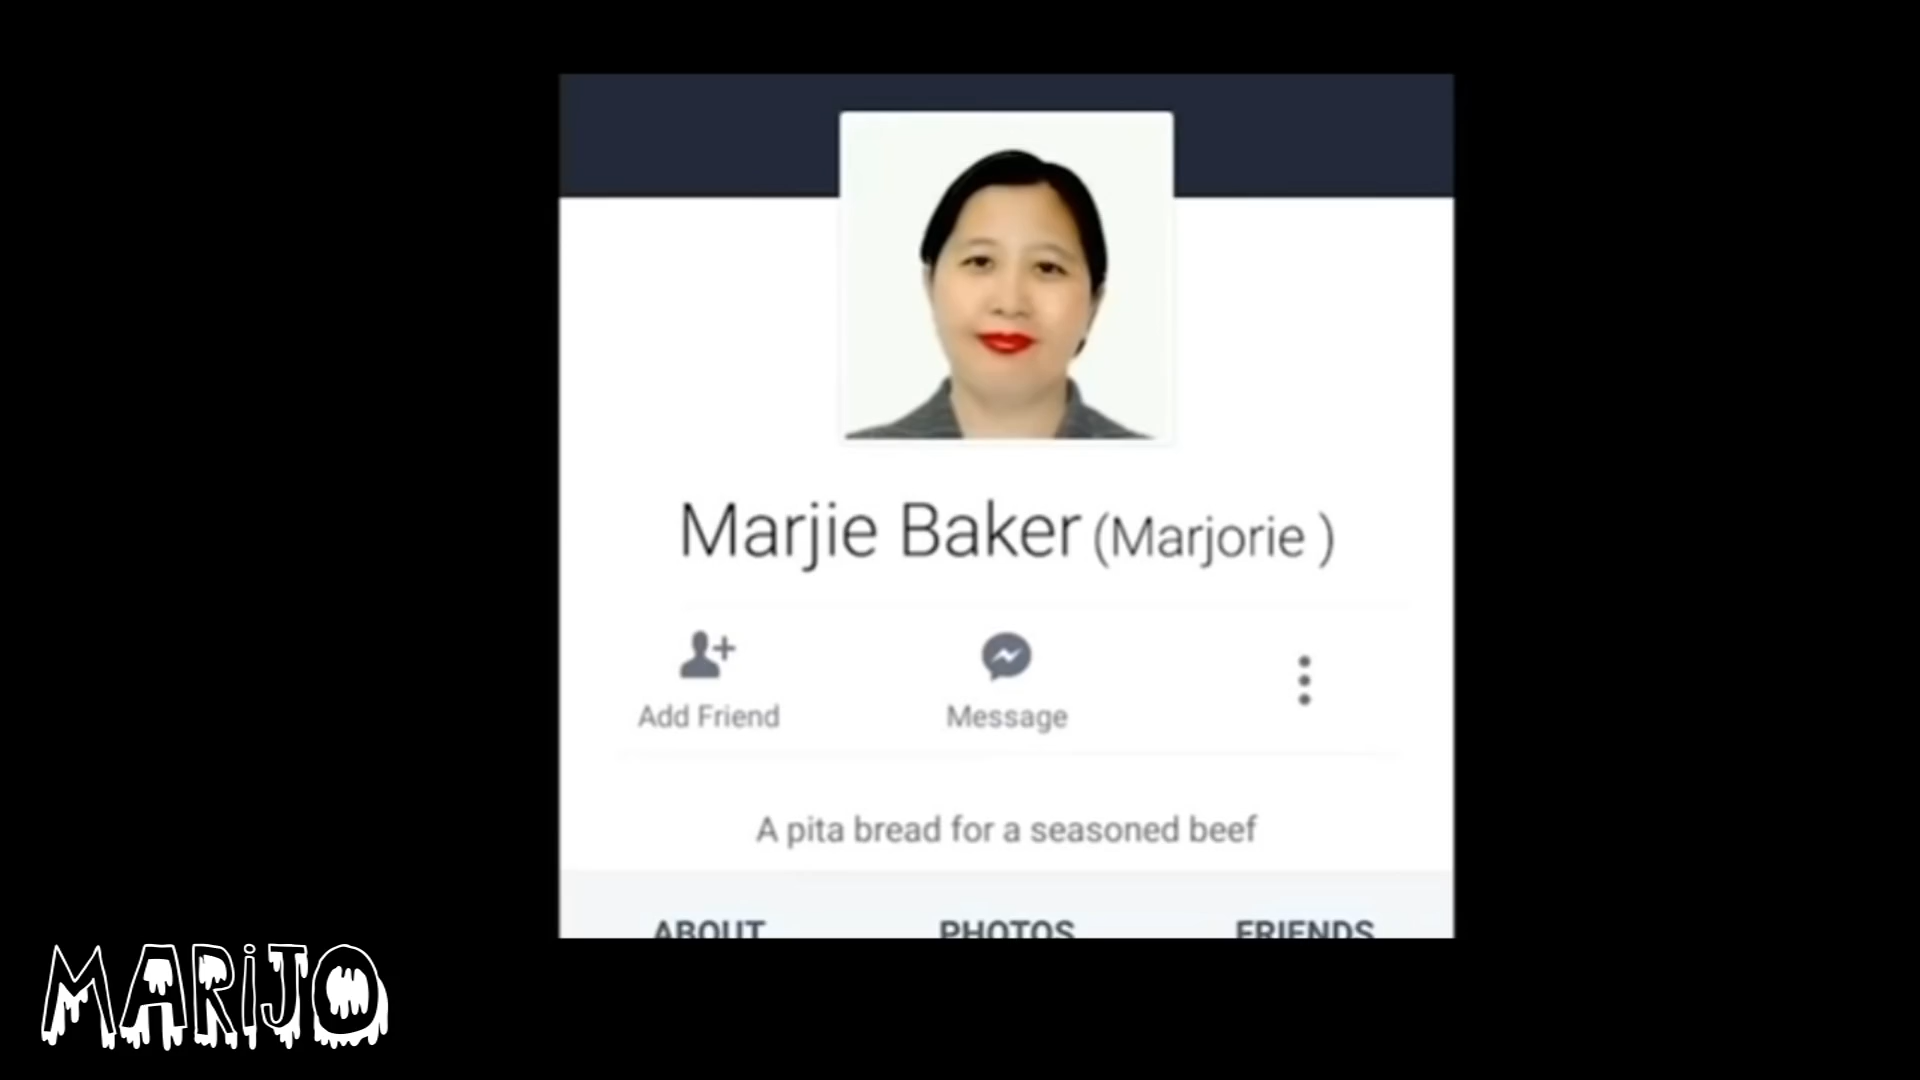 Marjie Baker (Marjorie )
Add Friend
Message
A pita bread for a seasoned beef
ABOUT
PHOTOS
FRIENDS
MARiJO